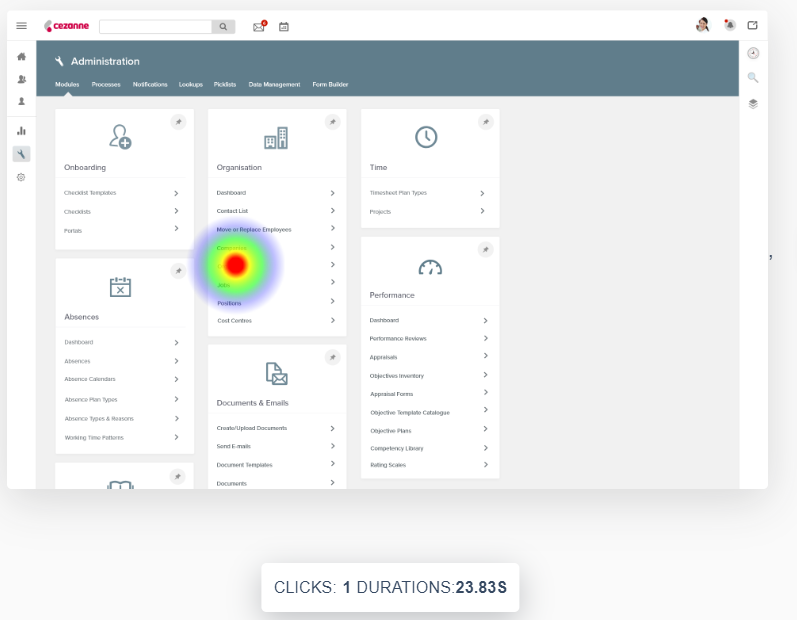 cezanne
Administration
Modules Processes Notifications Lookups Picklists Data Management Form Builder
Onboarding
Checklist Templates
Checklists
Portals
Absences
Dashboard
Absences
Absence Calendars
Absence Plan Types
Absence Types & Reasons
Working Time Patterns
Organisation
Dashboard
Contact List
Move or Replace Employees
Companies
Jobs
Positions
Cost Centres
Documents & Emails
Create/Upload Documents
Send E-mails
Document Templates
Documents
Time
Timesheet Plan Types
Projects
Performance
Dashboard
Performance Reviews
Appraisals
Objectives Inventory
Appraisal Forms
Objective Template Catalogue
Objective Plans
Competency Library
Rating Scales
,
CLICKS: 1 DURATIONS:23.83S